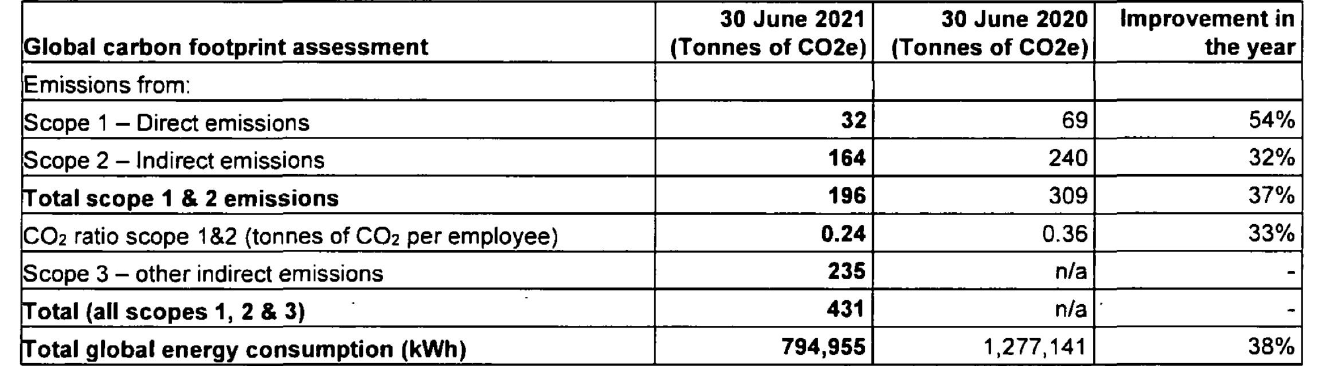 30 June 2021 30 June 2020 Improvement in
Global carbon footprint assessment (Tonnes of CO2e) (Tonnes of CO2e) the year
Emissions from:
Scope 1 – Direct emissions 32 69 54%
Scope 2 – Indirect emissions 164 240 32%
Total scope 1 & 2 emissions 196 309 37%
CO₂ ratio scope 1&2 (tonnes of CO₂ per employee) 0.24 0.36 33%
Scope 3 – other indirect emissions 235 n/a -
Total (all scopes 1, 2 & 3) 431 n/a -
Total global energy consumption (kWh) 794,955 1,277,141 38%